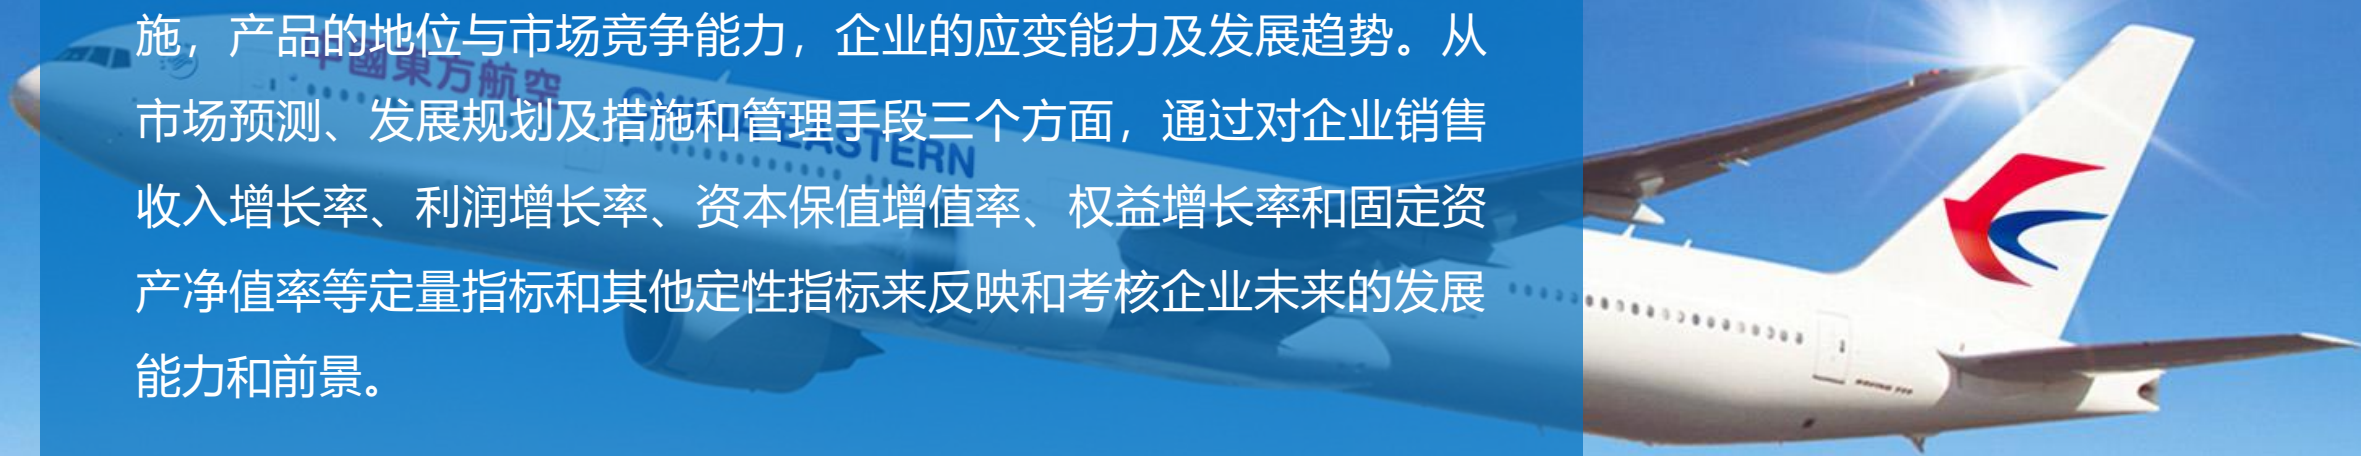 施，产品的地位与市场竞争能力，企业的应变能力及发展趋势。从
市场预测、发展规划及措施和管理手段三个方面，通过对企业销售
收入增长率、利润增长率、资本保值增值率、权益增长率和固定资
产净值率等定量指标和其他定性指标来反映和考核企业未来的发展
能力和前景。
中國東方航空
CHINA EASTERN
BOEING 777